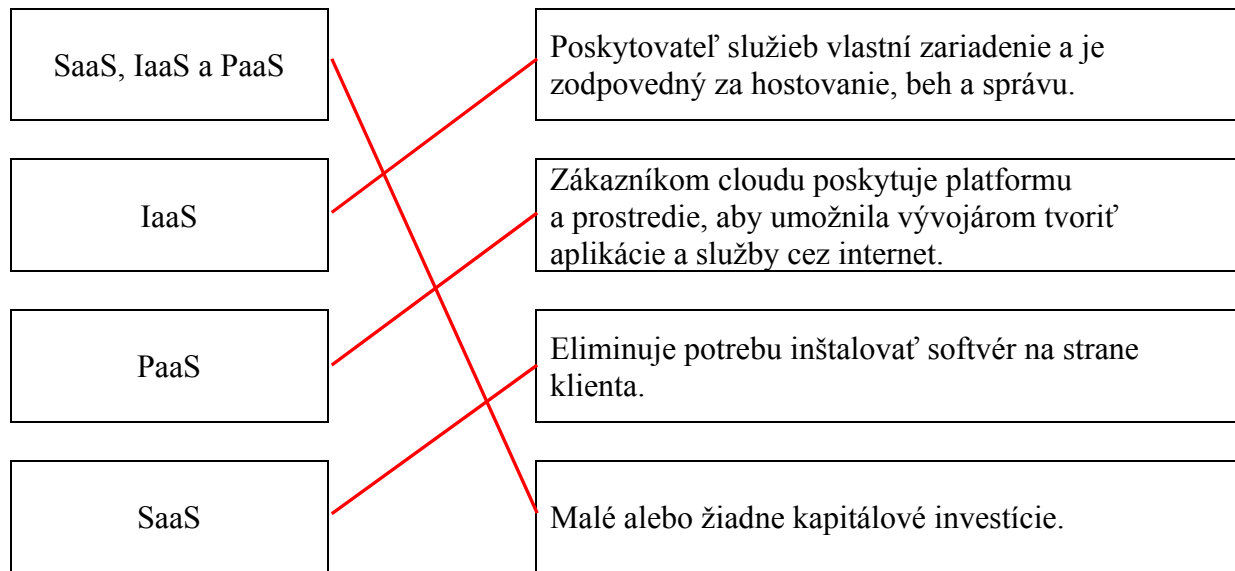 SaaS, IaaS a PaaS
Poskytovateľ služieb vlastní zariadenie a je
zodpovedný za hostovanie, beh a správu.
IaaS
Zákazníkom cloudu poskytuje platformu
a prostredie, aby umožnila vývojárom tvoriť
aplikácie a služby cez internet.
PaaS
Eliminuje potrebu inštalovať softvér na strane
klienta.
SaaS
Malé alebo žiadne kapitálové investície.